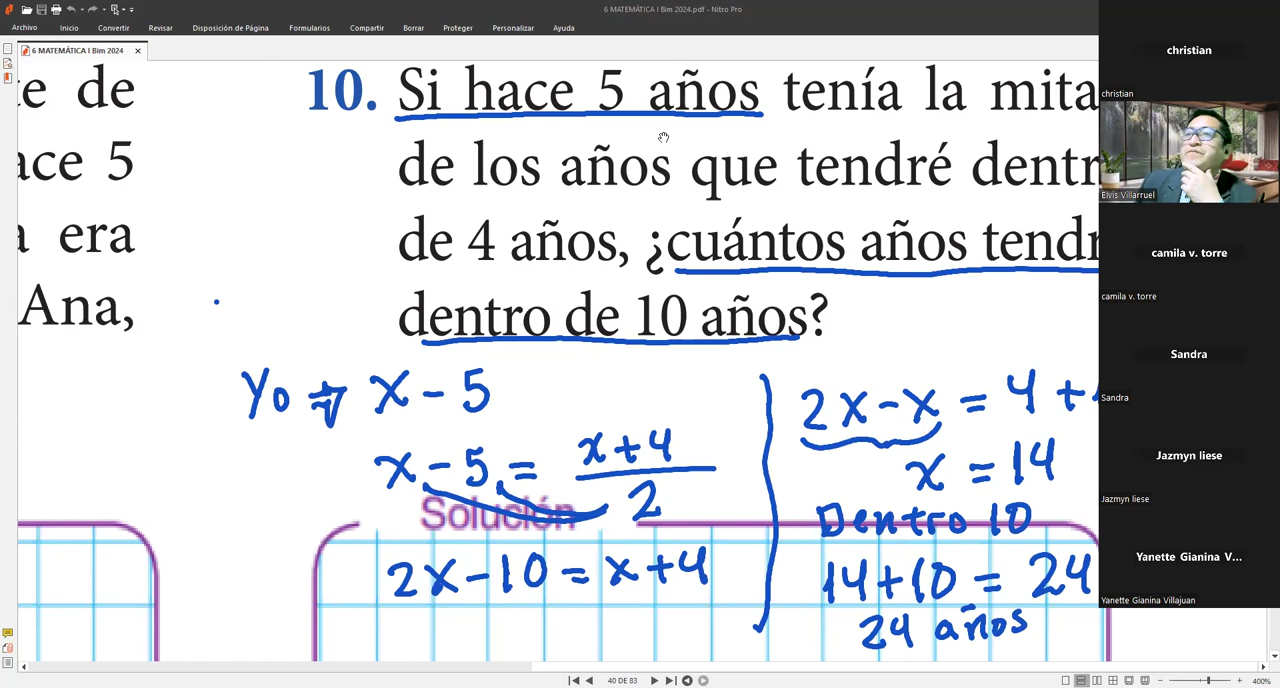 6 MATEMÁTICA I Bim 2024.pdf - Nitro Pro
Archivo Inicio Convertir Revisar Disposición de Página Formularios Compartir Borrar Proteger Personalizar Ayuda
6 MATEMÁTICA I Bim 2024
e de
ace 5
a era
Ana,
10. Si hace 5 años tenía la mita
de los años que tendré dentr
de 4 años, ¿cuántos años tendr
dentro de 10 años?
Yo ⇒ x - 5
x - 5 = x+4
2
2x - 10 = x + 4
Solución
2x - x = 4 +
x = 14
Dentro 10
14 + 10 = 24
24 años
christian
christian
Elvis Villarruel
camila v. torre
camila v. torre
Sandra
Sandra
Jazmyn liese
Jazmyn liese
Yanette Gianina V...
Yanette Gianina Villajuan
40 DE 83
400%